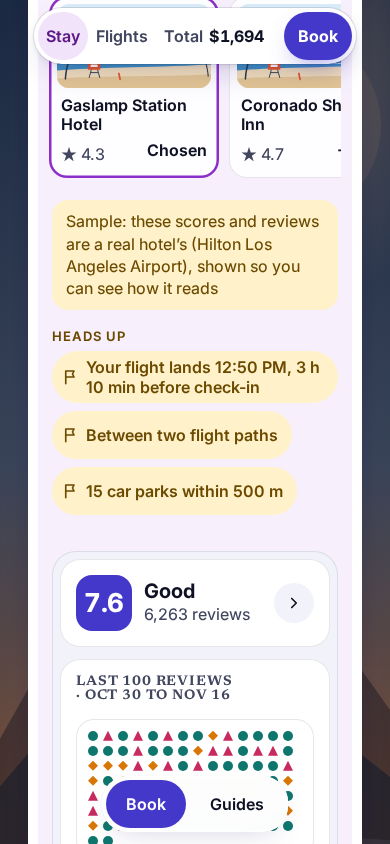 Stay Flights Total $1,694 Book
Gaslamp Station
Hotel
★ 4.3 Chosen
Coronado Sh
Inn
★ 4.7
Sample: these scores and reviews
are a real hotel’s (Hilton Los
Angeles Airport), shown so you
can see how it reads
HEADS UP
Your flight lands 12:50 PM, 3 h
10 min before check-in
Between two flight paths
15 car parks within 500 m
7.6 Good
6,263 reviews
LAST 100 REVIEWS
· OCT 30 TO NOV 16
Book Guides